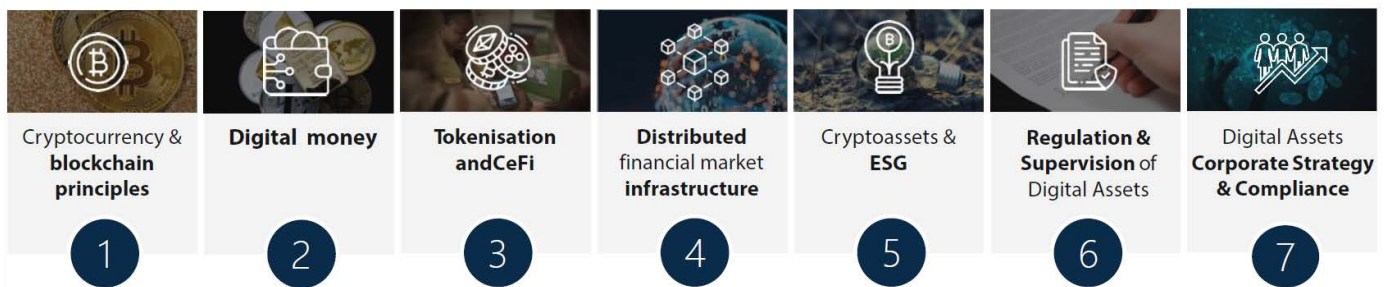 Cryptocurrency &
blockchain
principles
1
Digital money
2
Tokenisation
andCeFi
3
Distributed
financial market
infrastructure
4
Cryptoassets &
ESG
5
Regulation &
Supervision of
Digital Assets
6
Digital Assets
Corporate Strategy
& Compliance
7